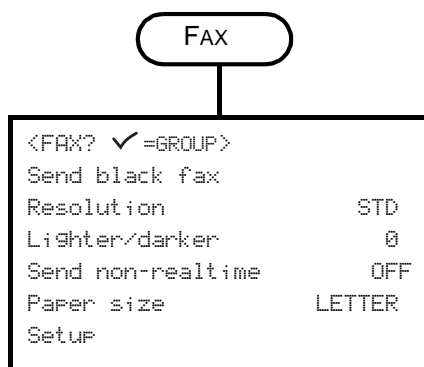 FAX
<FAX? ✓=GROUP>
Send black fax
Resolution STD
Lighter/darker 0
Send non-realtime OFF
Paper size LETTER
Setup